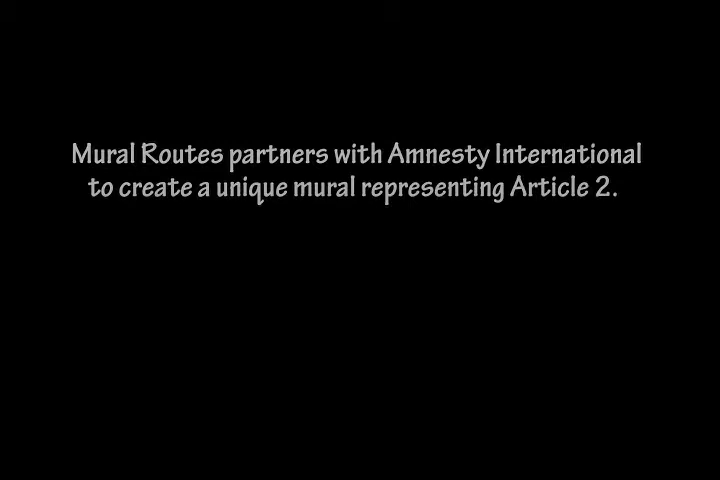 Mural Routes partners with Amnesty International
to create a unique mural representing Article 2.